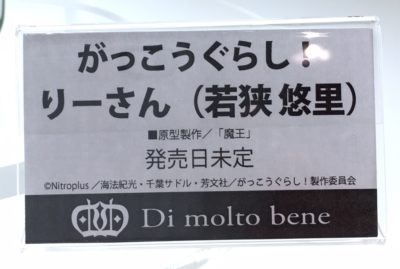 がっこうぐらし！
りーさん（若狭 悠里）
■原型製作／「魔王」
発売日未定
©Nitroplus／海法紀光・千葉サドル・芳文社／がっこうぐらし！製作委員会
Di molto bene